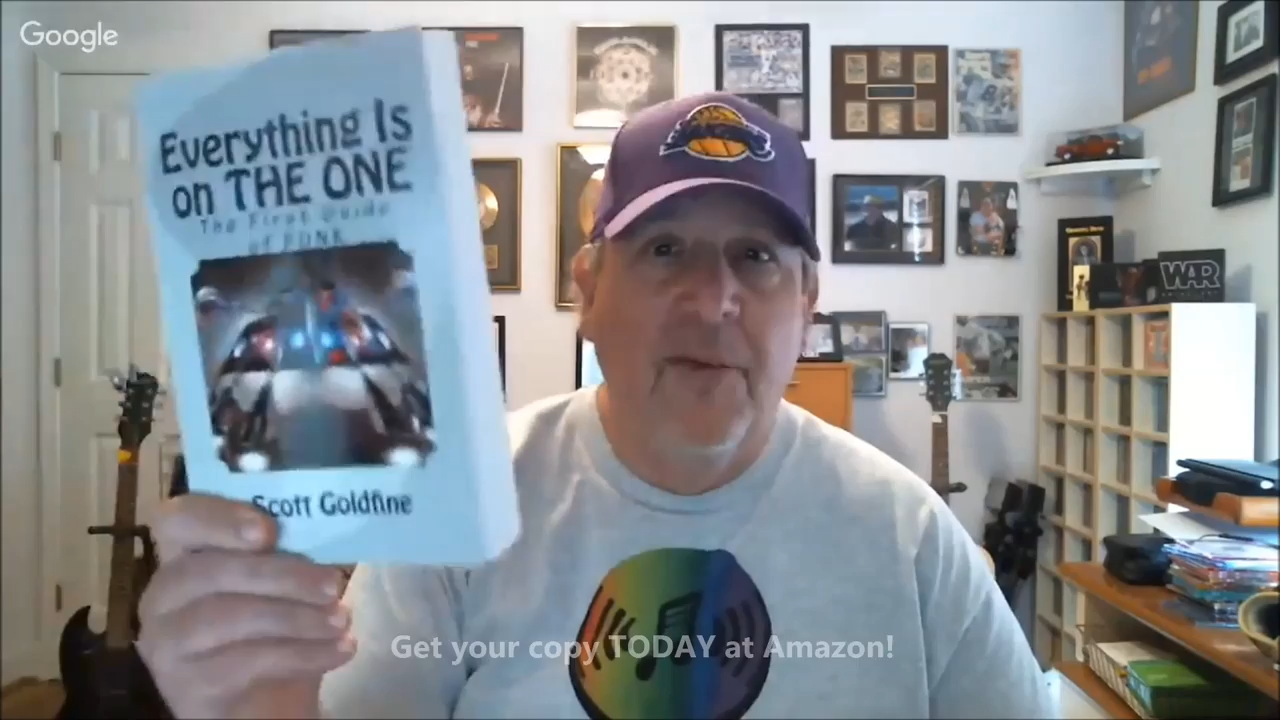 Google
Everything Is
on THE ONE
The First Guide
of FUNK
Scott Goldfine
WAR
Get your copy TODAY at Amazon!